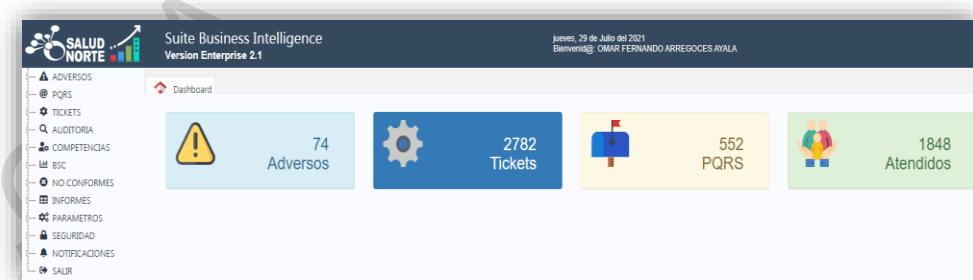 SALUD
NORTE
Suite Business Intelligence
Version Enterprise 2.1
jueves, 29 de Julio del 2021
Bienvenid@: OMAR FERNANDO ARREGOCES AYALA
ADVERSOS
@ PQRS
TICKETS
AUDITORIA
COMPETENCIAS
BSC
NO CONFORMES
INFORMES
PARAMETROS
SEGURIDAD
NOTIFICACIONES
SALIR
Dashboard
74
Adversos
2782
Tickets
552
PQRS
1848
Atendidos